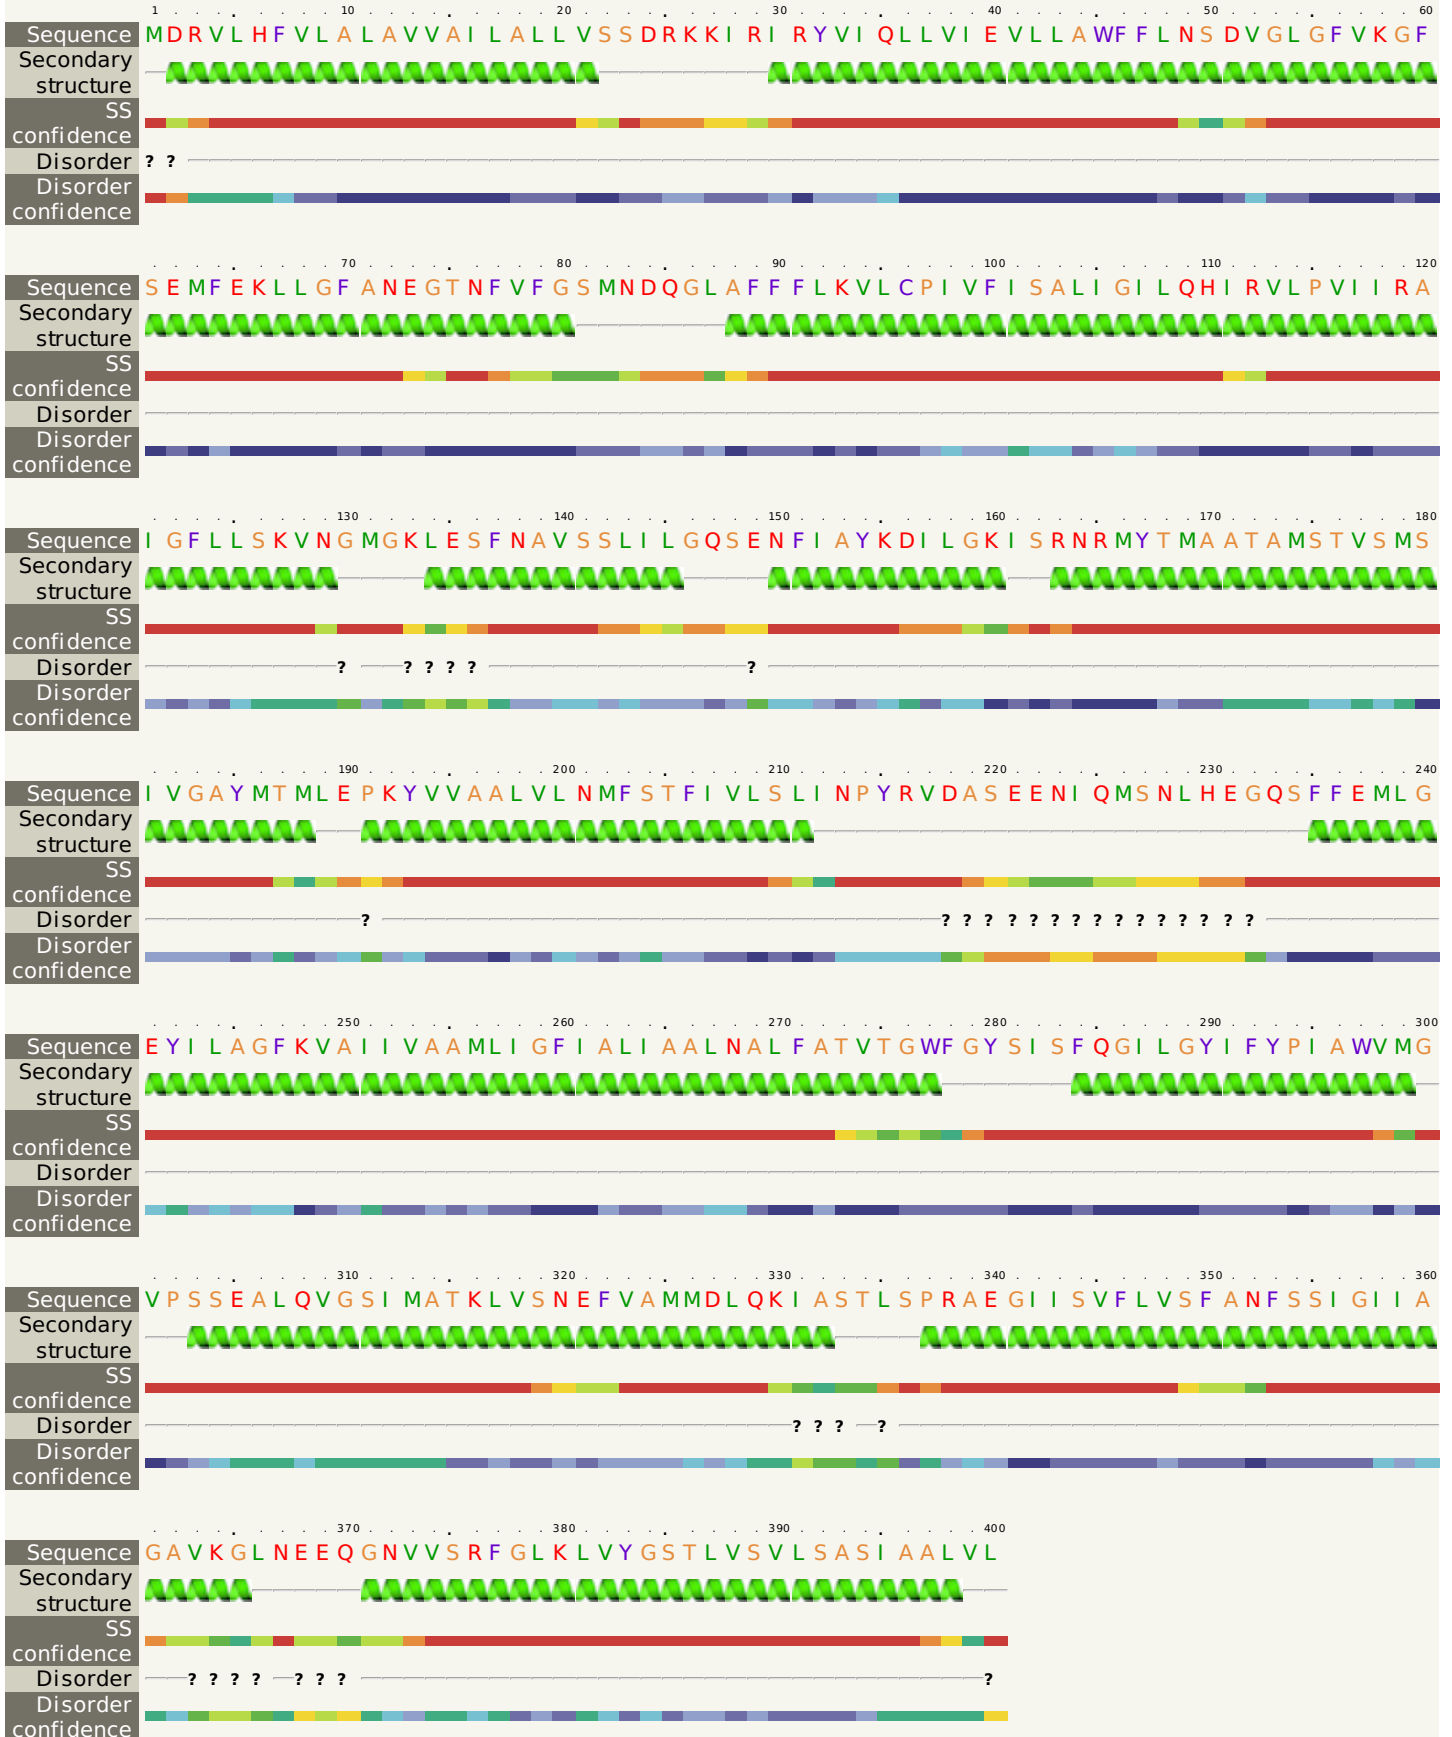 1 10 20 30 40 50 60
Sequence MDRVLHFVLALAVVAILALLVSSDRKKIRIRYVIQLLVIEVLLAWFFLNSDVGLGFVKGF
Secondary
structure
SS
confidence
Disorder ? ?
Disorder
confidence
70 80 90 100 110 120
Sequence SEMFEKLLGFANEGTNFVFGSMNDQGLAFFFLKVLCPIVFISALIGILQHIRVLPVIIRA
Secondary
structure
SS
confidence
Disorder
Disorder
confidence
130 140 150 160 170 180
Sequence IGFLLSKVNGMGKLESFNAVSSLILGQSENFIAYKDILGKISRNRMYTMAATAMSTVSMS
Secondary
structure
SS
confidence
Disorder ? ? ? ? ? ?
Disorder
confidence
190 200 210 220 230 240
Sequence IVGAYMTMLEPKYVVAALVLNMFSTFIVLSLINPYRVDASEENIQMSNLHEGQSFFEMLG
Secondary
structure
SS
confidence
Disorder ? ? ? ? ? ? ? ? ? ? ? ? ? ? ? ?
Disorder
confidence
250 260 270 280 290 300
Sequence EYILAGFKVAIIVAAMLIGFIALIAALNALFATVTGWFGYSISFQGILGYIFYPIAWVMG
Secondary
structure
SS
confidence
Disorder
Disorder
confidence
310 320 330 340 350 360
Sequence VPSSEALQVGSIMATKLVSNEFVAMMDLQKIASTLSPRAEGIISVFLVSFANFSSIGIIA
Secondary
structure
SS
confidence
Disorder ? ? ? ?
Disorder
confidence
370 380 390 400
Sequence GAVKGLNEEQGNVVSRFGLKLVYGSTLVSVLSASIAALVL
Secondary
structure
SS
confidence
Disorder ? ? ? ? ? ? ? ?
Disorder
confidence